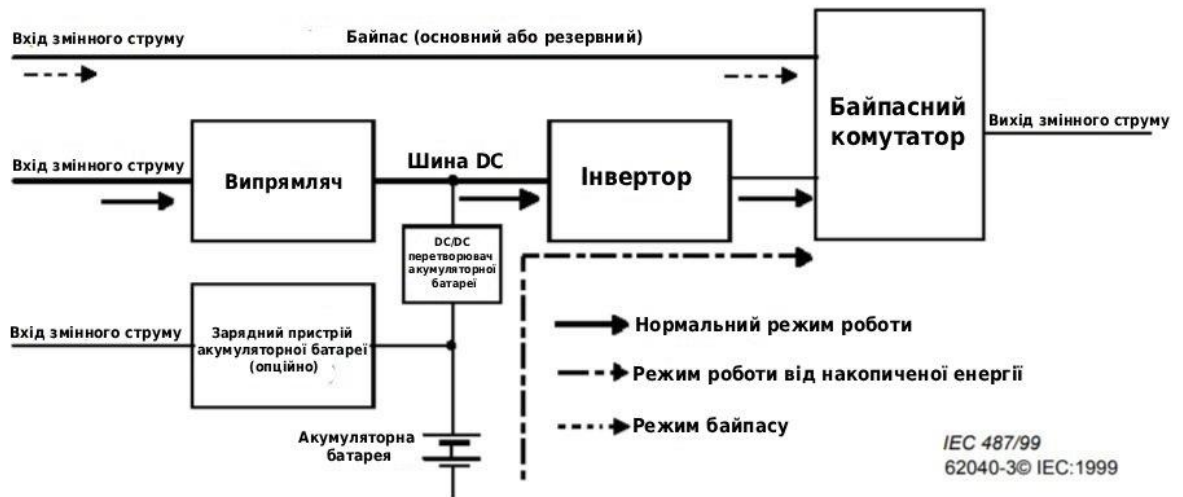 Вхід змінного струму
Байпас (основний або резервний)
Байпасний
комутатор
Вихід змінного струму
Вхід змінного струму
Випрямляч
Шина DC
Інвертор
DC/DC
перетворювач
акумуляторної
батареї
Вхід змінного струму
Зарядний пристрій
акумуляторної батареї
(опційно)
Акумуляторна
батарея
Нормальний режим роботи
Режим роботи від накопиченої енергії
Режим байпасу
IEC 487/99
62040-3© IEC:1999